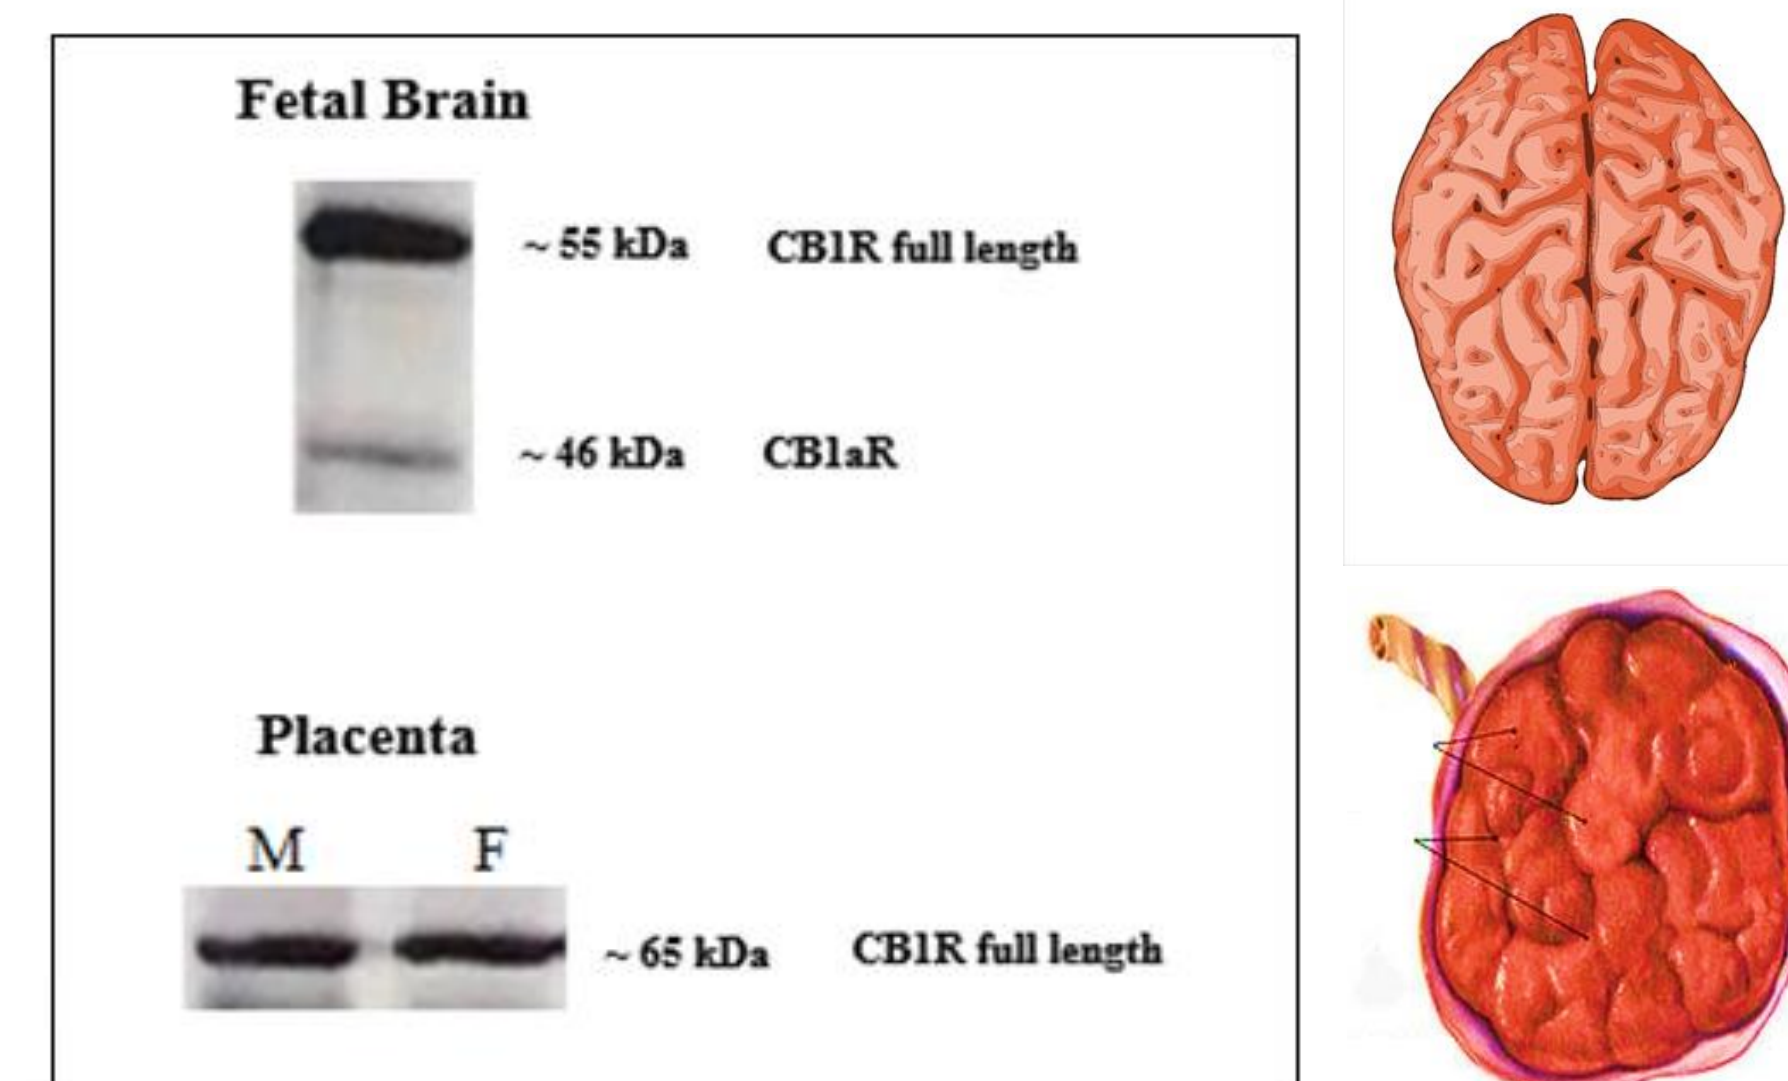 Fetal Brain
~ 55 kDa CB1R full length
~ 46 kDa CB1aR
Placenta
M F
~ 65 kDa CB1R full length